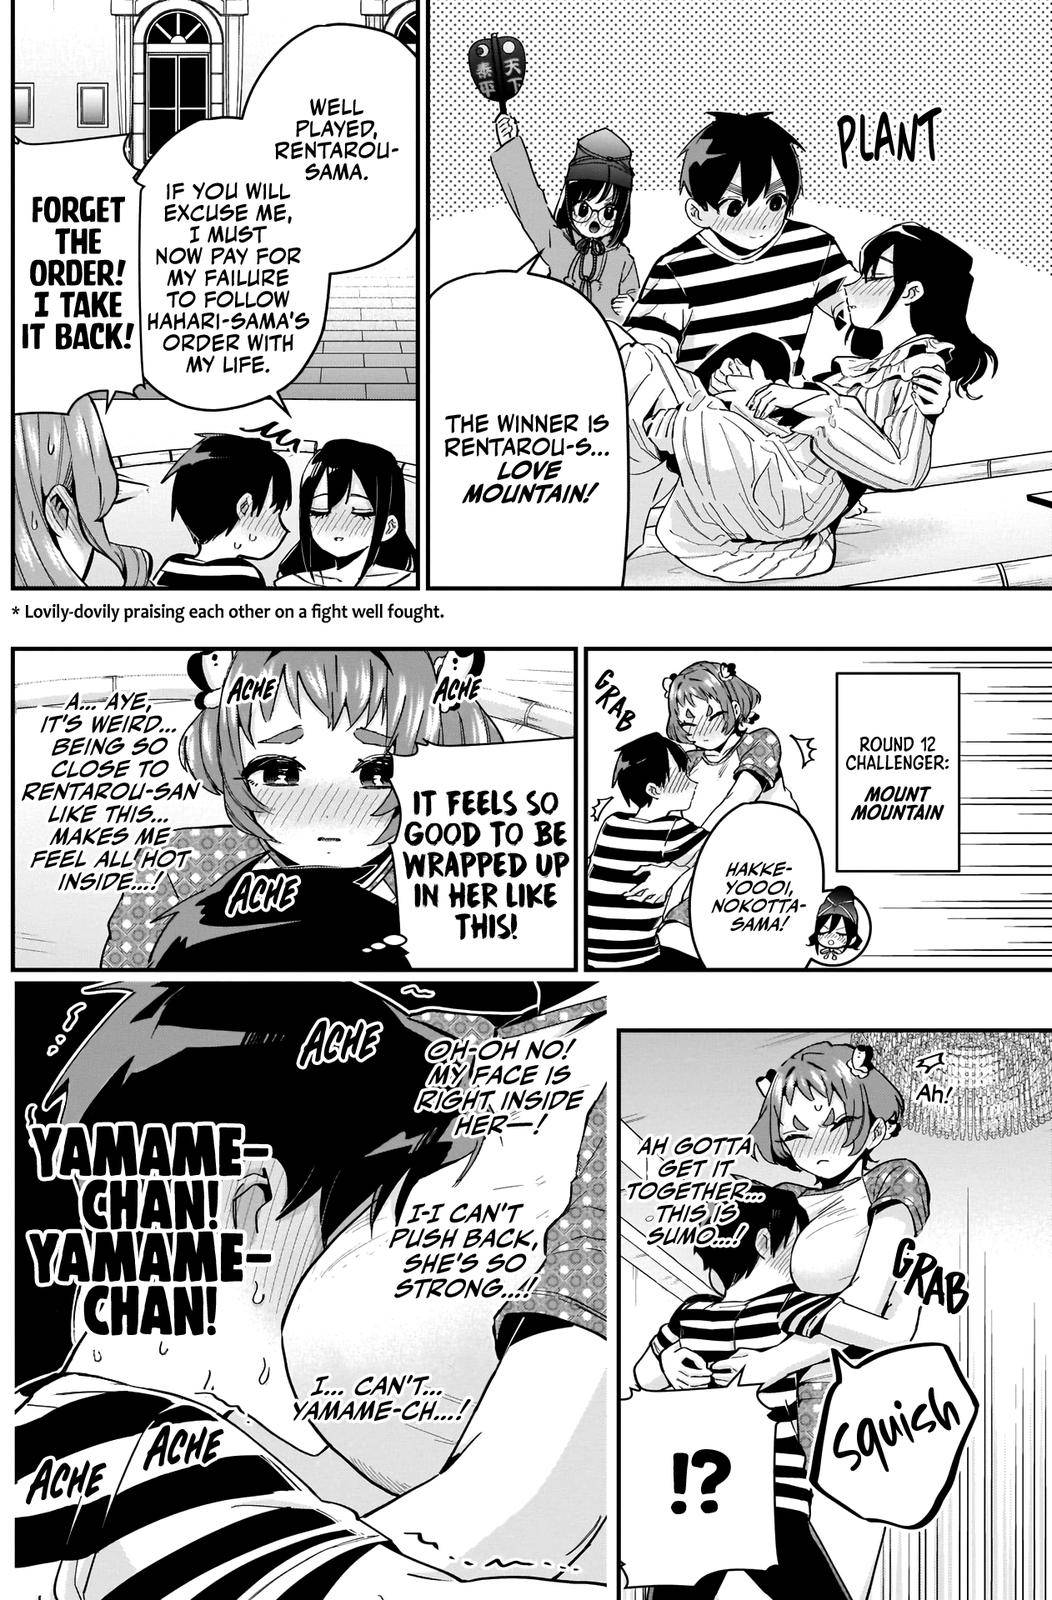 天下
泰平
PLANT
THE WINNER IS
RENTAROU-S...
LOVE
MOUNTAIN!
WELL
PLAYED,
RENTAROU-
SAMA.
IF YOU WILL
EXCUSE ME,
I MUST
NOW PAY FOR
MY FAILURE
TO FOLLOW
HAHARI-SAMA'S
ORDER WITH
MY LIFE.
FORGET
THE
ORDER!
I TAKE
IT BACK!
* Lovily-dovily praising each other on a fight well fought.
ROUND 12
CHALLENGER:
MOUNT
MOUNTAIN
GRAB
HAKKE-
YOOOI,
NOKOTTA-
SAMA!
ACHE
ACHE
IT FEELS SO
GOOD TO BE
WRAPPED UP
IN HER LIKE
THIS!
A... AYE,
IT'S WEIRD...
BEING SO
CLOSE TO
RENTAROU-SAN
LIKE THIS...
MAKES ME
FEEL ALL HOT
INSIDE...!
ACHE
Ah!
AH GOTTA
GET IT
TOGETHER...
THIS IS
SUMO...!
GRAB
SQUISH
!?
ACHE
OH-OH NO!
MY FACE IS
RIGHT INSIDE
HER—!
I-I CAN'T
PUSH BACK,
SHE'S SO
STRONG...!
YAMAME-
CHAN!
YAMAME-
CHAN!
I... CAN'T...
YAMAME-CH...!
ACHE
ACHE